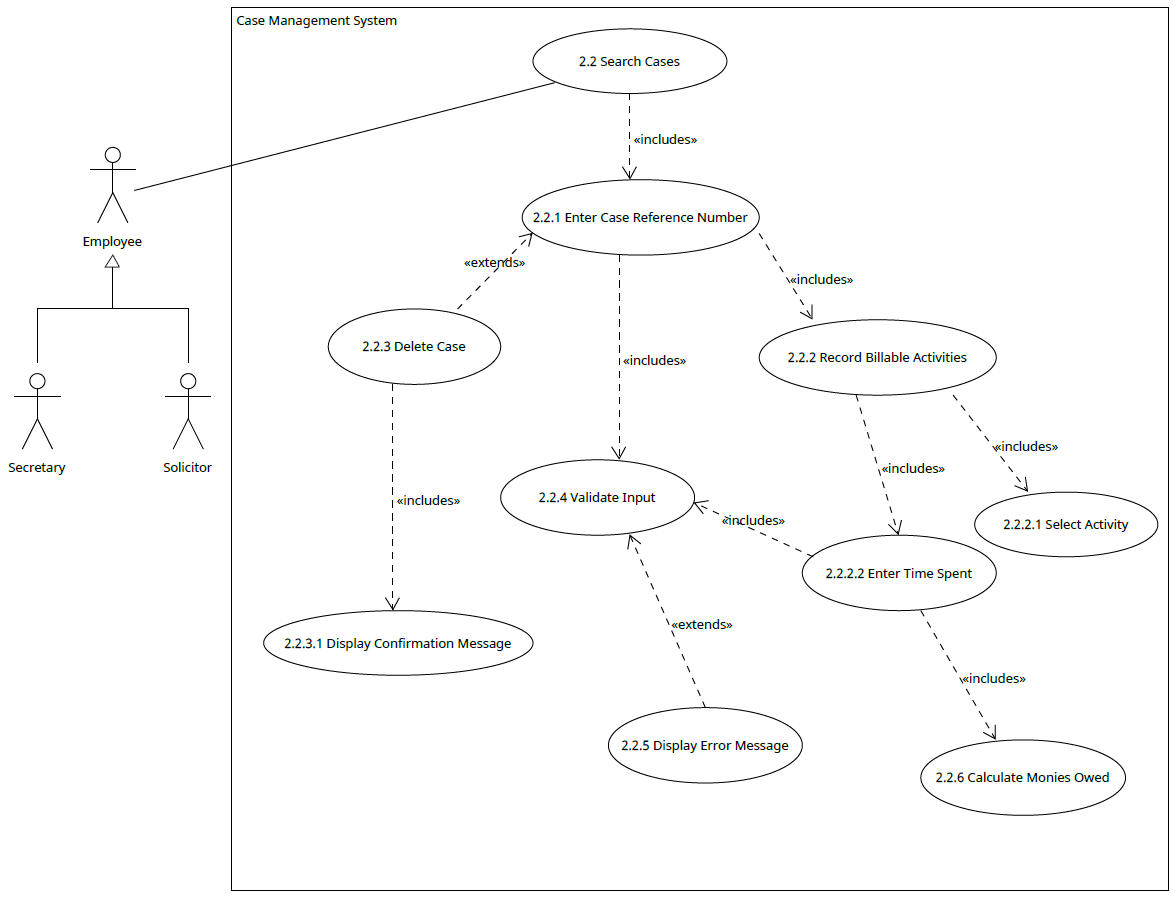 Case Management System
2.2 Search Cases
«includes»
2.2.1 Enter Case Reference Number
Employee
«extends»
«includes»
2.2.3 Delete Case
2.2.2 Record Billable Activities
«includes»
Secretary
Solicitor
«includes»
«includes»
«includes»
2.2.4 Validate Input
«includes»
2.2.2.1 Select Activity
2.2.2.2 Enter Time Spent
«extends»
2.2.3.1 Display Confirmation Message
«includes»
2.2.5 Display Error Message
2.2.6 Calculate Monies Owed